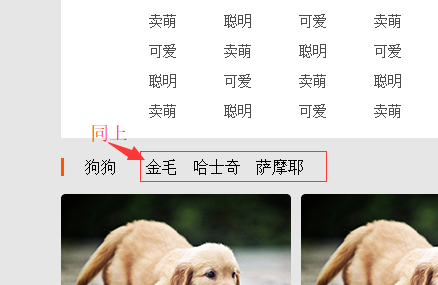 卖萌 聪明 可爱 卖萌
可爱 卖萌 聪明 可爱
聪明 可爱 卖萌 聪明
卖萌 聪明 可爱 卖萌
同上
狗狗 金毛 哈士奇 萨摩耶